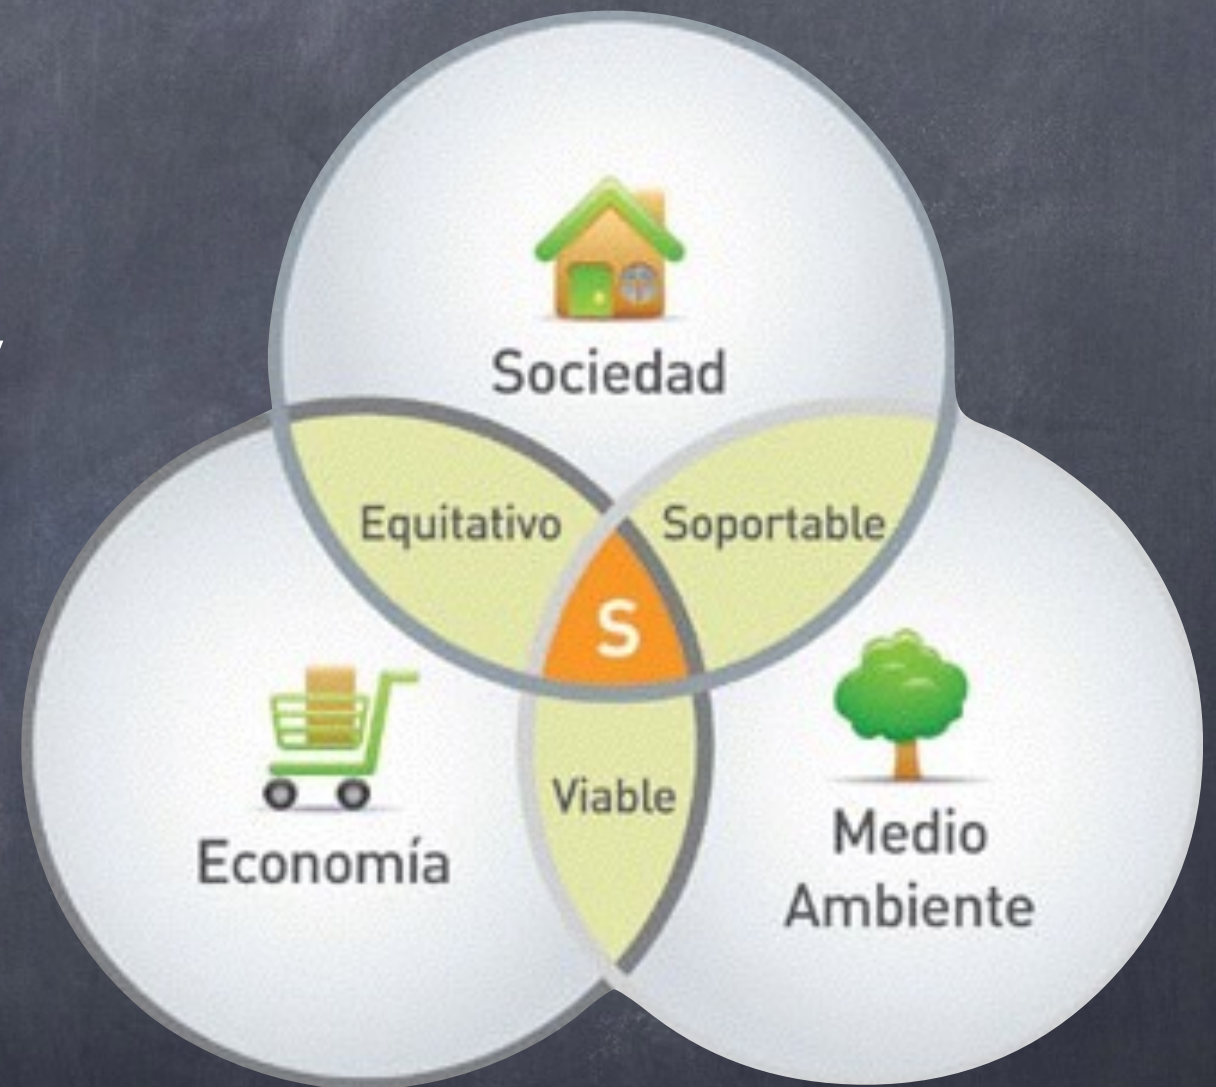 Sociedad
Equitativo
Soportable
S
Viable
Economía
Medio
Ambiente